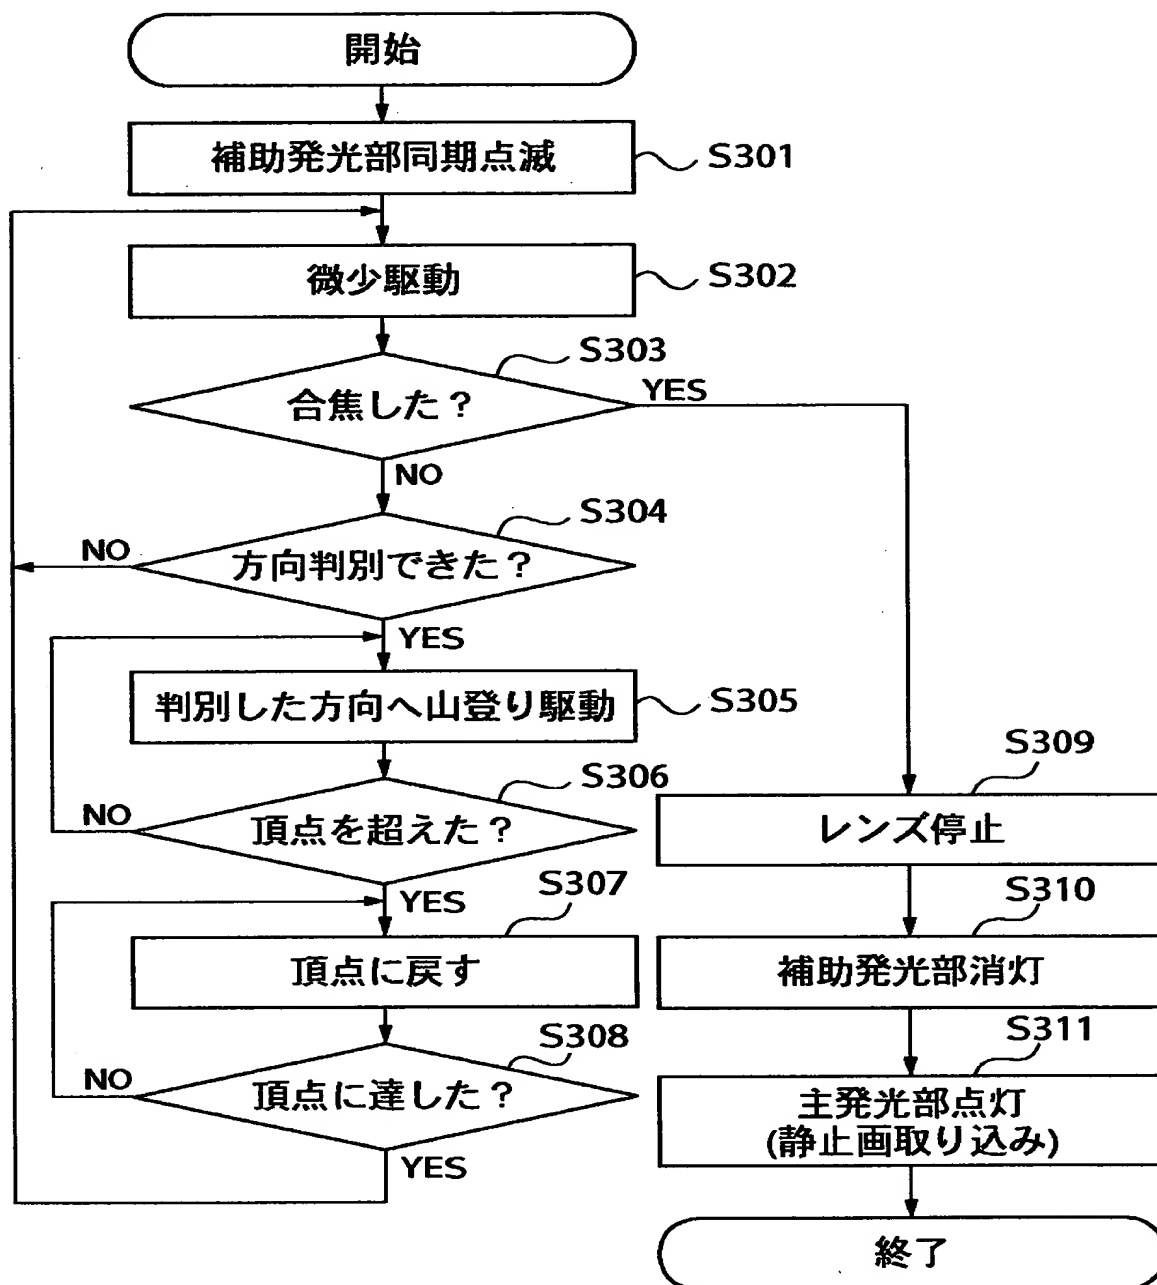 開始
補助発光部同期点滅
S301
微少駆動
S302
S303
合焦した?
YES
NO
S304
方向判別できた?
NO
YES
判別した方向へ山登り駆動
S305
S306
頂点を超えた?
NO
YES
S307
頂点に戻す
S308
頂点に達した?
NO
YES
S309
レンズ停止
S310
補助発光部消灯
S311
主発光部点灯
(静止画取り込み)
終了